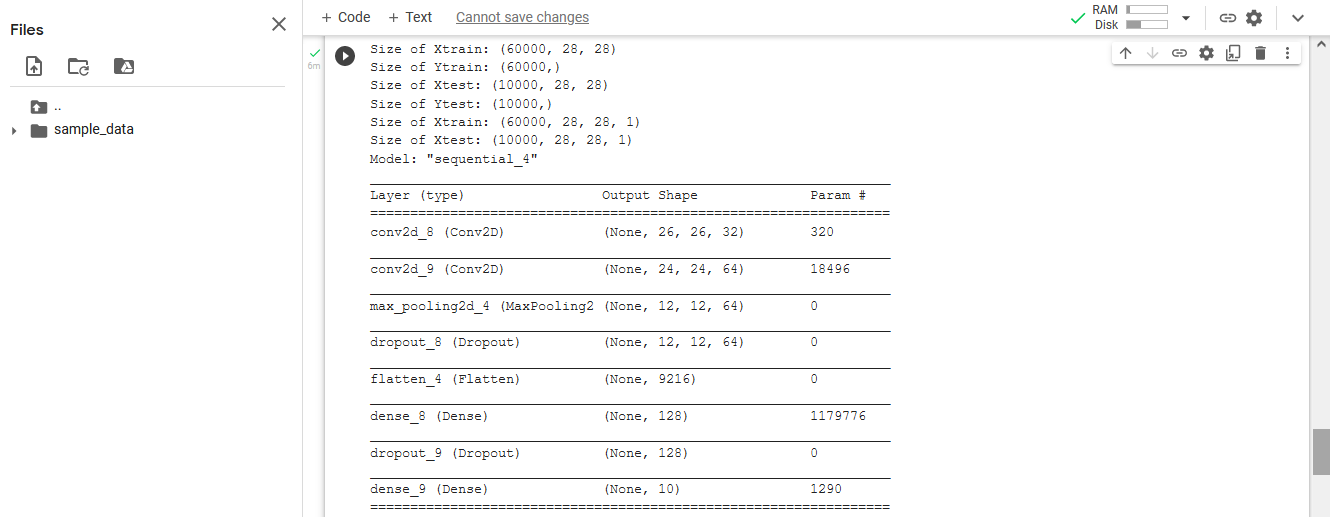 Files
..
sample_data
+ Code + Text Cannot save changes
RAM
Disk
6m
Size of Xtrain: (60000, 28, 28)
Size of Ytrain: (60000,)
Size of Xtest: (10000, 28, 28)
Size of Ytest: (10000,)
Size of Xtrain: (60000, 28, 28, 1)
Size of Xtest: (10000, 28, 28, 1)
Model: "sequential_4"
Layer (type) Output Shape Param #
conv2d_8 (Conv2D) (None, 26, 26, 32) 320
conv2d_9 (Conv2D) (None, 24, 24, 64) 18496
max_pooling2d_4 (MaxPooling2 (None, 12, 12, 64) 0
dropout_8 (Dropout) (None, 12, 12, 64) 0
flatten_4 (Flatten) (None, 9216) 0
dense_8 (Dense) (None, 128) 1179776
dropout_9 (Dropout) (None, 128) 0
dense_9 (Dense) (None, 10) 1290